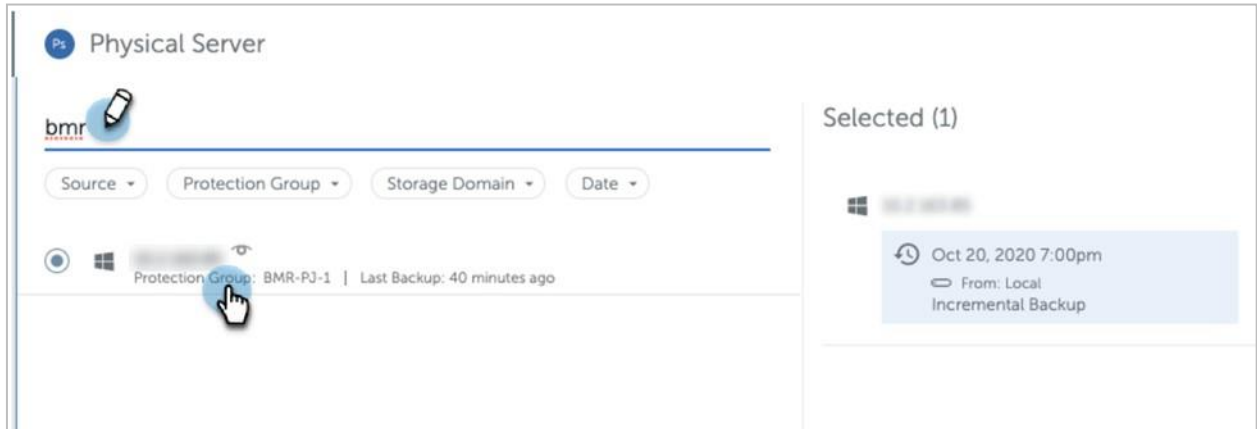 Ps Physical Server
bmr
Source Protection Group Storage Domain Date
Protection Group: BMR-PJ-1 | Last Backup: 40 minutes ago
Selected (1)
Oct 20, 2020 7:00pm
From: Local
Incremental Backup